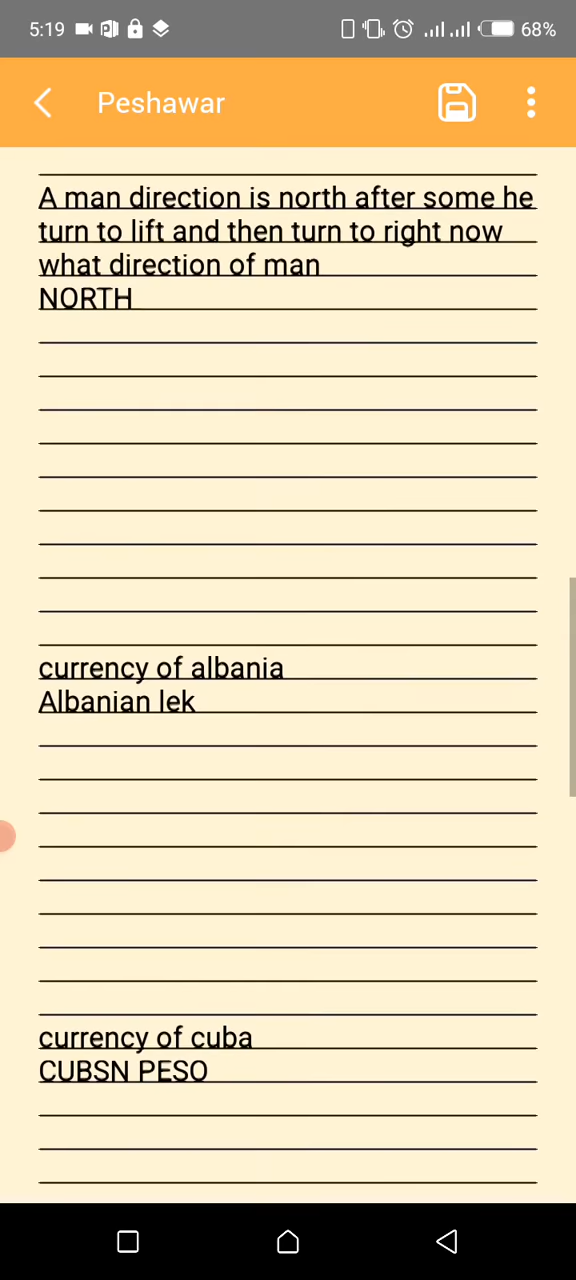 5:19
68%
Peshawar
A man direction is north after some he
turn to lift and then turn to right now
what direction of man
NORTH
currency of albania
Albanian lek
currency of cuba
CUBSN PESO